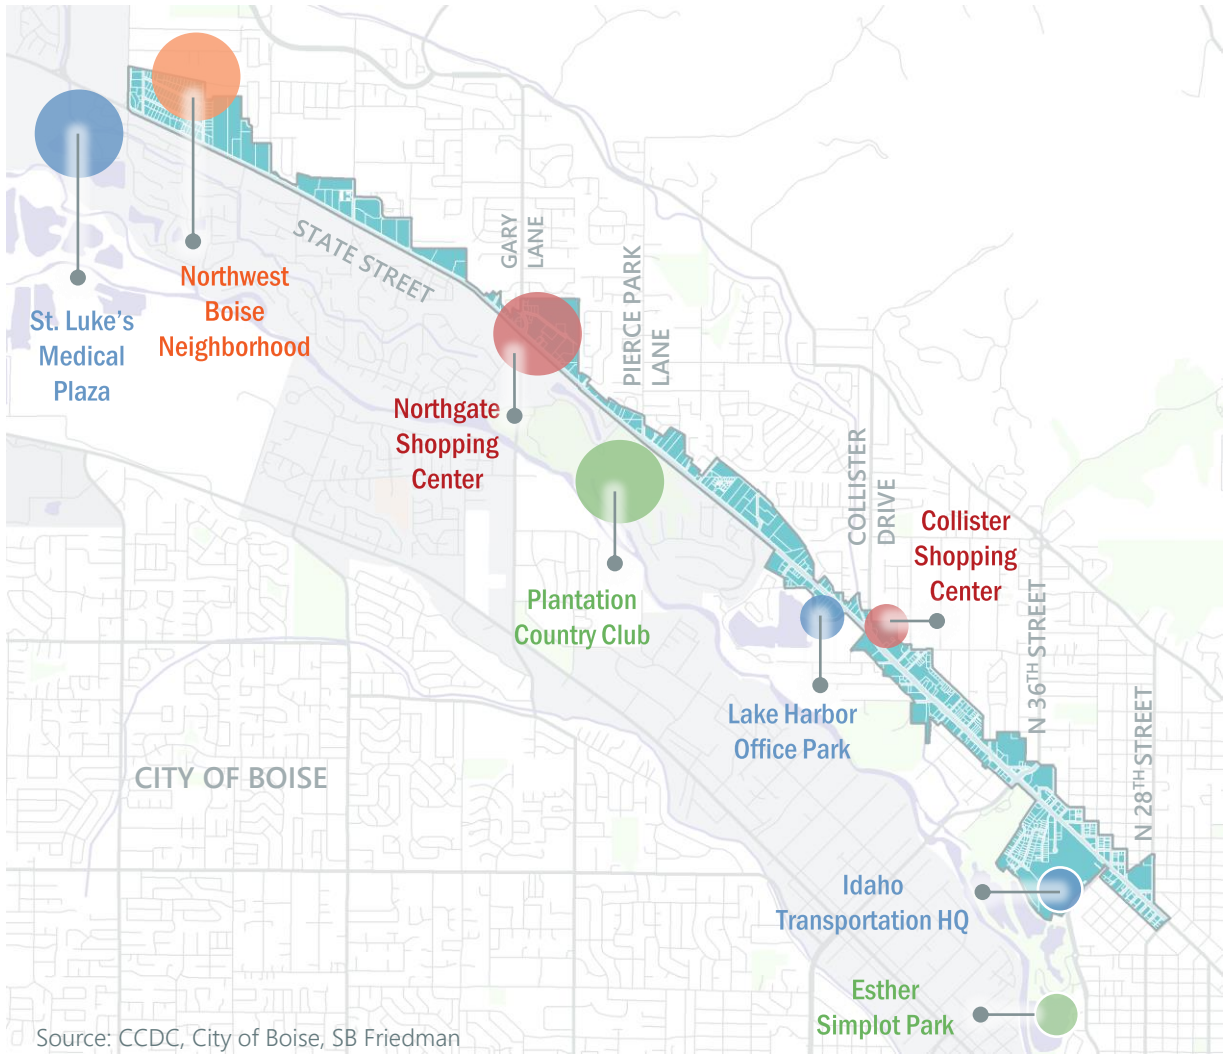 STATE STREET
GARY
LANE
PIERCE PARK
LANE
Northwest
Boise
Neighborhood
St. Luke's
Medical
Plaza
Northgate
Shopping
Center
COLLISTER
DRIVE
Collister
Shopping
Center
Plantation
Country Club
N 36TH STREET
Lake Harbor
Office Park
N 28TH STREET
CITY OF BOISE
Idaho
Transportation HQ
Esther
Simplot Park
Source: CCDC, City of Boise, SB Friedman